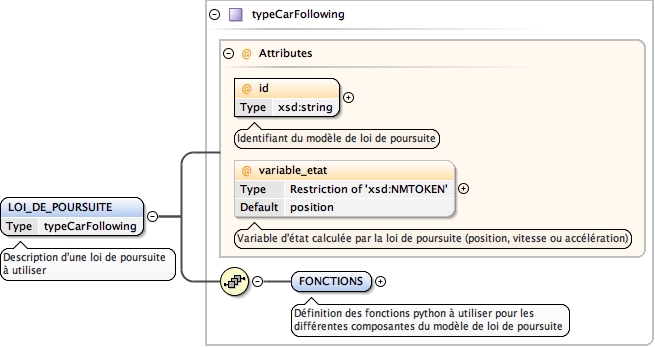 typeCarFollowing
@ Attributes
@ id
Type xsd:string
Identifiant du modèle de loi de poursuite
@ variable_etat
Type Restriction of 'xsd:NMTOKEN'
Default position
Variable d'état calculée par la loi de poursuite (position, vitesse ou accélération)
LOI_DE_POURSUITE
Type typeCarFollowing
Description d'une loi de poursuite
à utiliser
FONCTIONS
Définition des fonctions python à utiliser pour les
différentes composantes du modèle de loi de poursuite